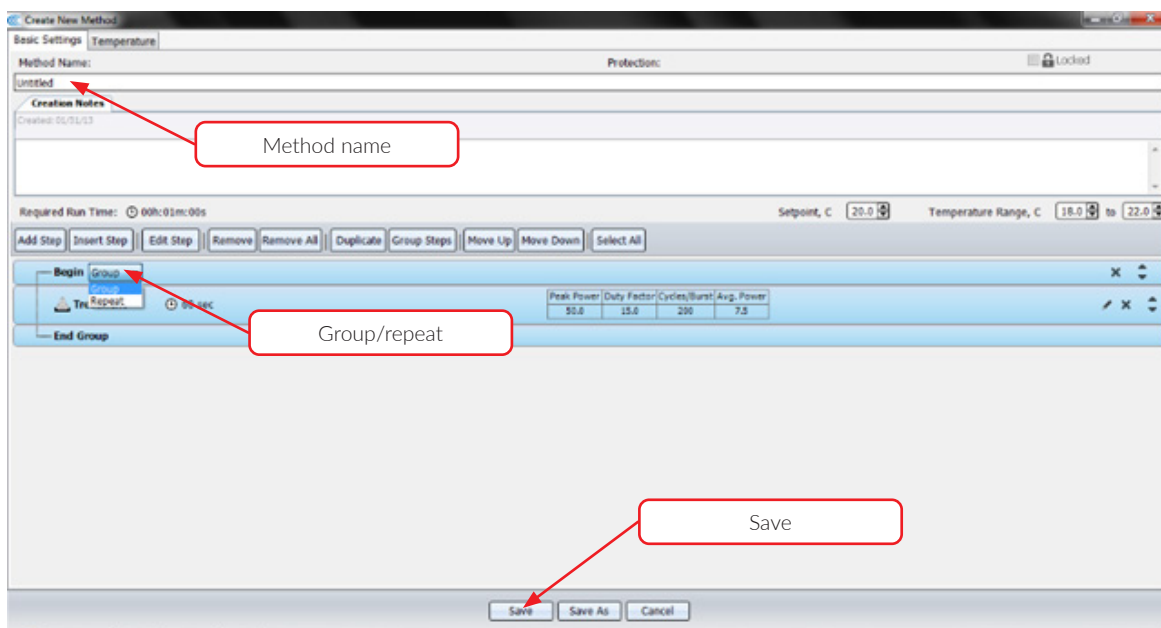 Create New Method
Basic Settings Temperature
Method Name: Protection: Locked
Untitled
Creation Notes
Created: 01/31/13
Method name
Required Run Time: 00h:01m:00s Setpoint, C 20.0 Temperature Range, C 18.0 to 22.0
Add Step Insert Step Edit Step Remove Remove All Duplicate Group Steps Move Up Move Down Select All
Begin Group
Group
Repeat
sec
Peak Power Duty Factor Cycles/Burst Avg. Power
50.0 15.0 200 7.5
Group/repeat
End Group
Save
Save Save As Cancel